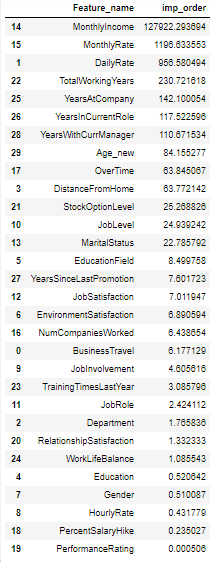 Feature_name imp_order
14 MonthlyIncome 127922.293694
15 MonthlyRate 1196.633553
1 DailyRate 956.580494
22 TotalWorkingYears 230.721618
25 YearsAtCompany 142.100054
26 YearsInCurrentRole 117.522596
28 YearsWithCurrManager 110.671534
29 Age_new 84.155277
17 OverTime 63.845067
3 DistanceFromHome 63.772142
21 StockOptionLevel 25.268826
10 JobLevel 24.939242
13 MaritalStatus 22.785792
5 EducationField 8.499758
27 YearsSinceLastPromotion 7.601723
12 JobSatisfaction 7.011947
6 EnvironmentSatisfaction 6.890594
16 NumCompaniesWorked 6.438654
0 BusinessTravel 6.177129
9 JobInvolvement 4.605616
23 TrainingTimesLastYear 3.085796
11 JobRole 2.424112
2 Department 1.765836
20 RelationshipSatisfaction 1.332333
24 WorkLifeBalance 1.085543
4 Education 0.520642
7 Gender 0.510087
8 HourlyRate 0.431779
18 PercentSalaryHike 0.235027
19 PerformanceRating 0.000506